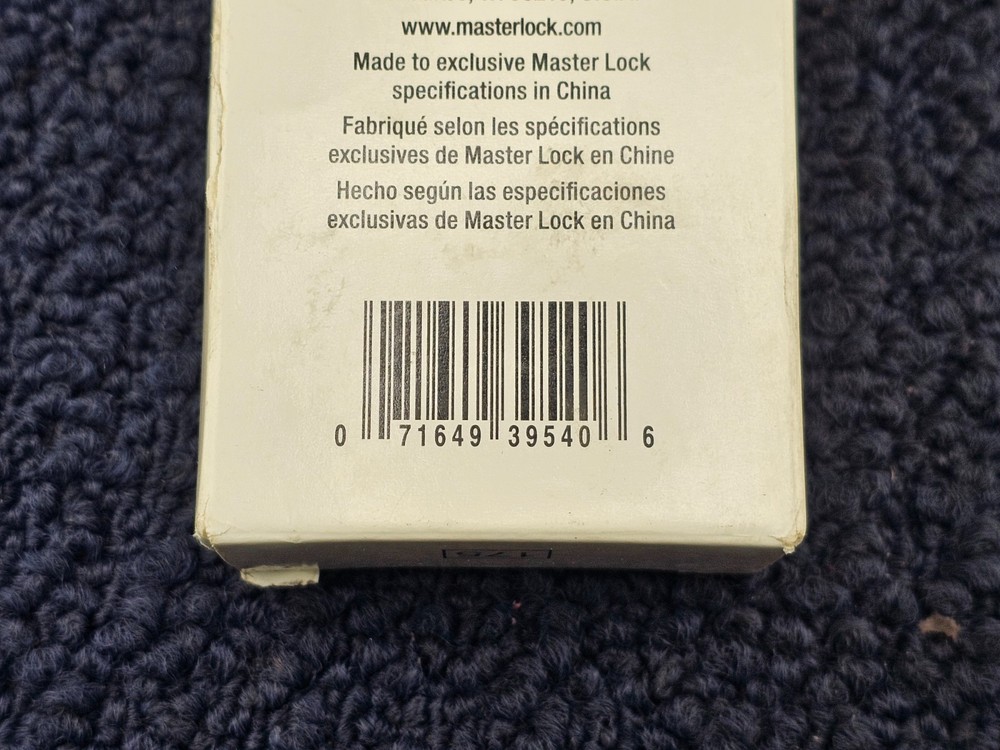 www.masterlock.com
Made to exclusive Master Lock
specifications in China
Fabriqué selon les spécifications
exclusives de Master Lock en Chine
Hecho según las especificaciones
exclusivas de Master Lock en China
0 71649 39540 6